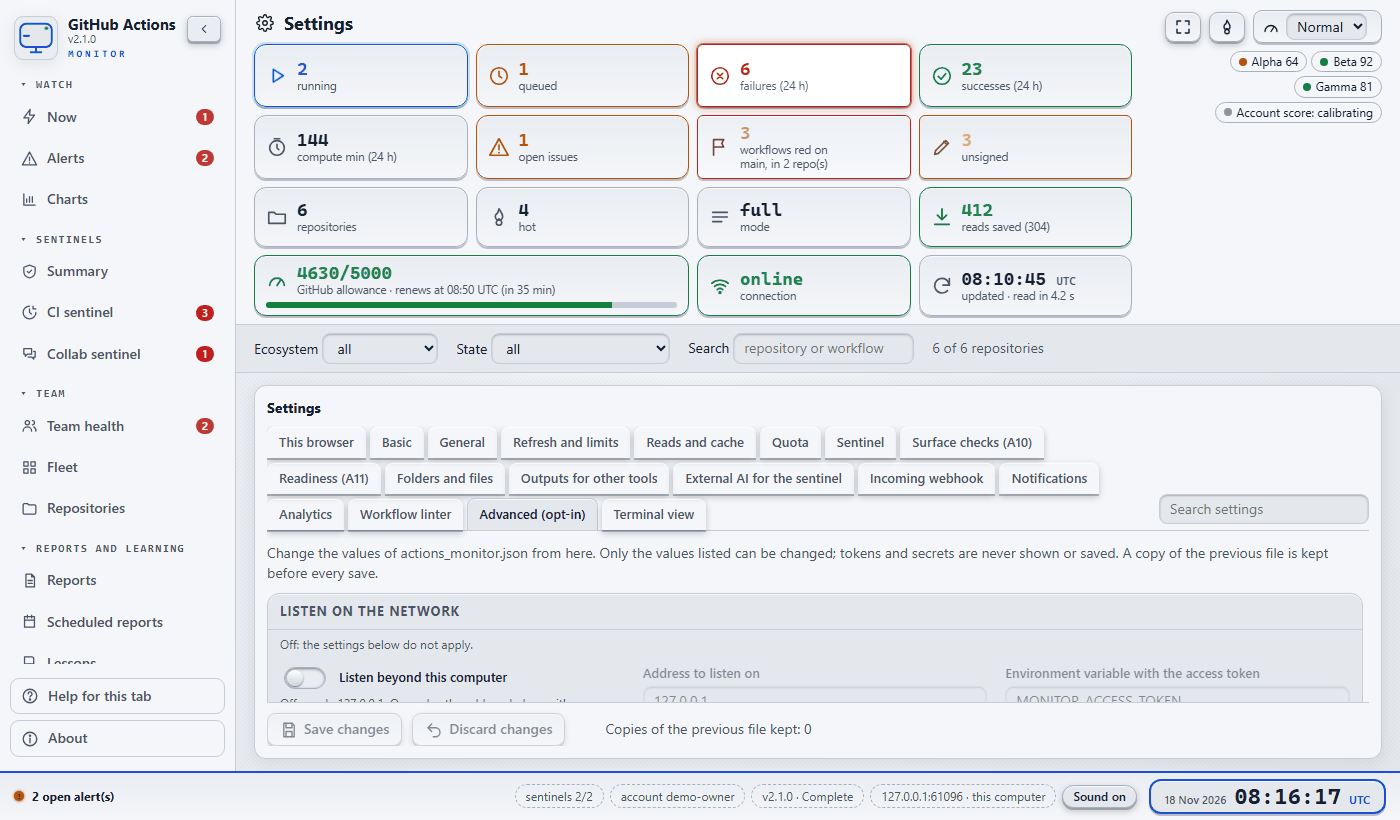 GitHub Actions
v2.1.0
MONITOR
WATCH
Now 1
Alerts 2
Charts
SENTINELS
Summary
CI sentinel 3
Collab sentinel 1
TEAM
Team health 2
Fleet
Repositories
REPORTS AND LEARNING
Reports
Scheduled reports
Lessons
Help for this tab
About
Settings
Normal
Alpha 64
Beta 92
Gamma 81
Account score: calibrating
2
running
1
queued
6
failures (24 h)
23
successes (24 h)
144
compute min (24 h)
1
open issues
3
workflows red on
main, in 2 repo(s)
3
unsigned
6
repositories
4
hot
full
mode
412
reads saved (304)
4630/5000
GitHub allowance · renews at 08:50 UTC (in 35 min)
online
connection
08:10:45 UTC
updated · read in 4.2 s
Ecosystem all State all Search repository or workflow 6 of 6 repositories
Settings
This browser Basic General Refresh and limits Reads and cache Quota Sentinel Surface checks (A10)
Readiness (A11) Folders and files Outputs for other tools External AI for the sentinel Incoming webhook Notifications
Analytics Workflow linter Advanced (opt-in) Terminal view Search settings
Change the values of actions_monitor.json from here. Only the values listed can be changed; tokens and secrets are never shown or saved. A copy of the previous file is kept
before every save.
LISTEN ON THE NETWORK
Off: the settings below do not apply.
Listen beyond this computer
Address to listen on
127.0.0.1
Environment variable with the access token
MONITOR_ACCESS_TOKEN
Save changes Discard changes Copies of the previous file kept: 0
2 open alert(s)
sentinels 2/2
account demo-owner
v2.1.0 · Complete
127.0.0.1:61096 · this computer
Sound on
18 Nov 2026 08:16:17 UTC